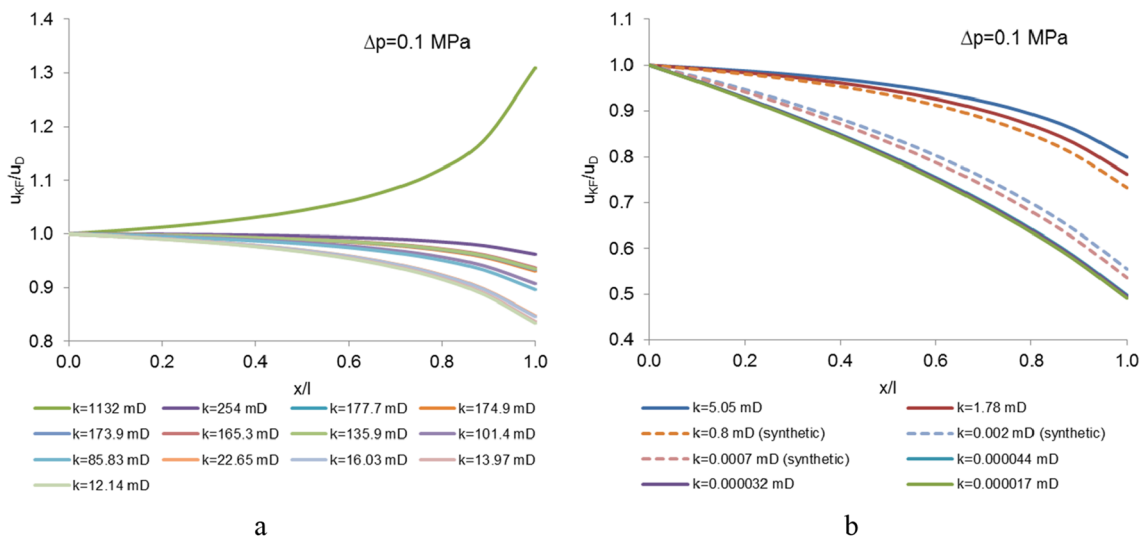 Δp=0.1 MPa
1.4
1.3
1.2
1.1
1.0
0.9
0.8
u_KF/u_D
0.0 0.2 0.4 0.6 0.8 1.0
x/l
k=1132 mD k=254 mD k=177.7 mD k=174.9 mD
k=173.9 mD k=165.3 mD k=135.9 mD k=101.4 mD
k=85.83 mD k=22.65 mD k=16.03 mD k=13.97 mD
k=12.14 mD
a
Δp=0.1 MPa
1.1
1.0
0.9
0.8
0.7
0.6
0.5
0.4
u_KF/u_D
0.0 0.2 0.4 0.6 0.8 1.0
x/l
k=5.05 mD k=1.78 mD
k=0.8 mD (synthetic) k=0.002 mD (synthetic)
k=0.0007 mD (synthetic) k=0.000044 mD
k=0.000032 mD k=0.000017 mD
b